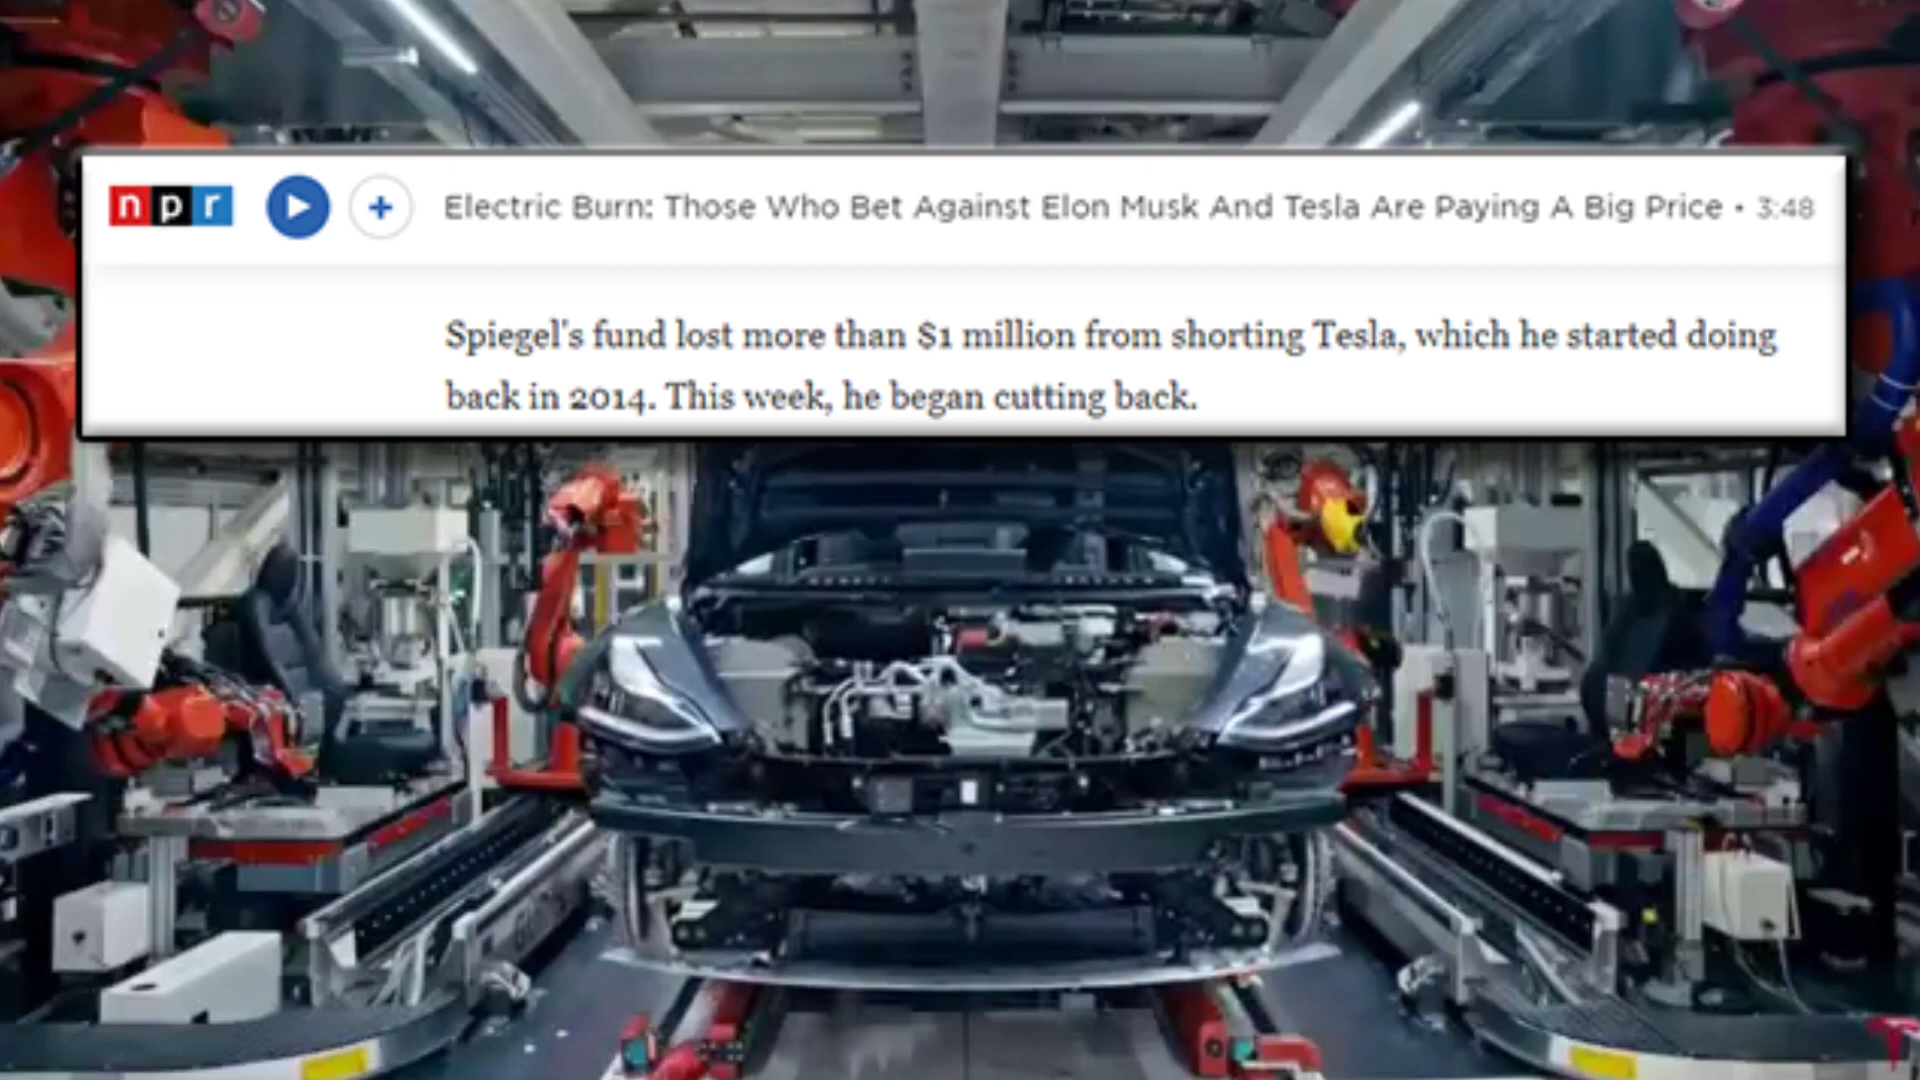 npr
Electric Burn: Those Who Bet Against Elon Musk And Tesla Are Paying A Big Price • 3:48
Spiegel's fund lost more than $1 million from shorting Tesla, which he started doing
back in 2014. This week, he began cutting back.